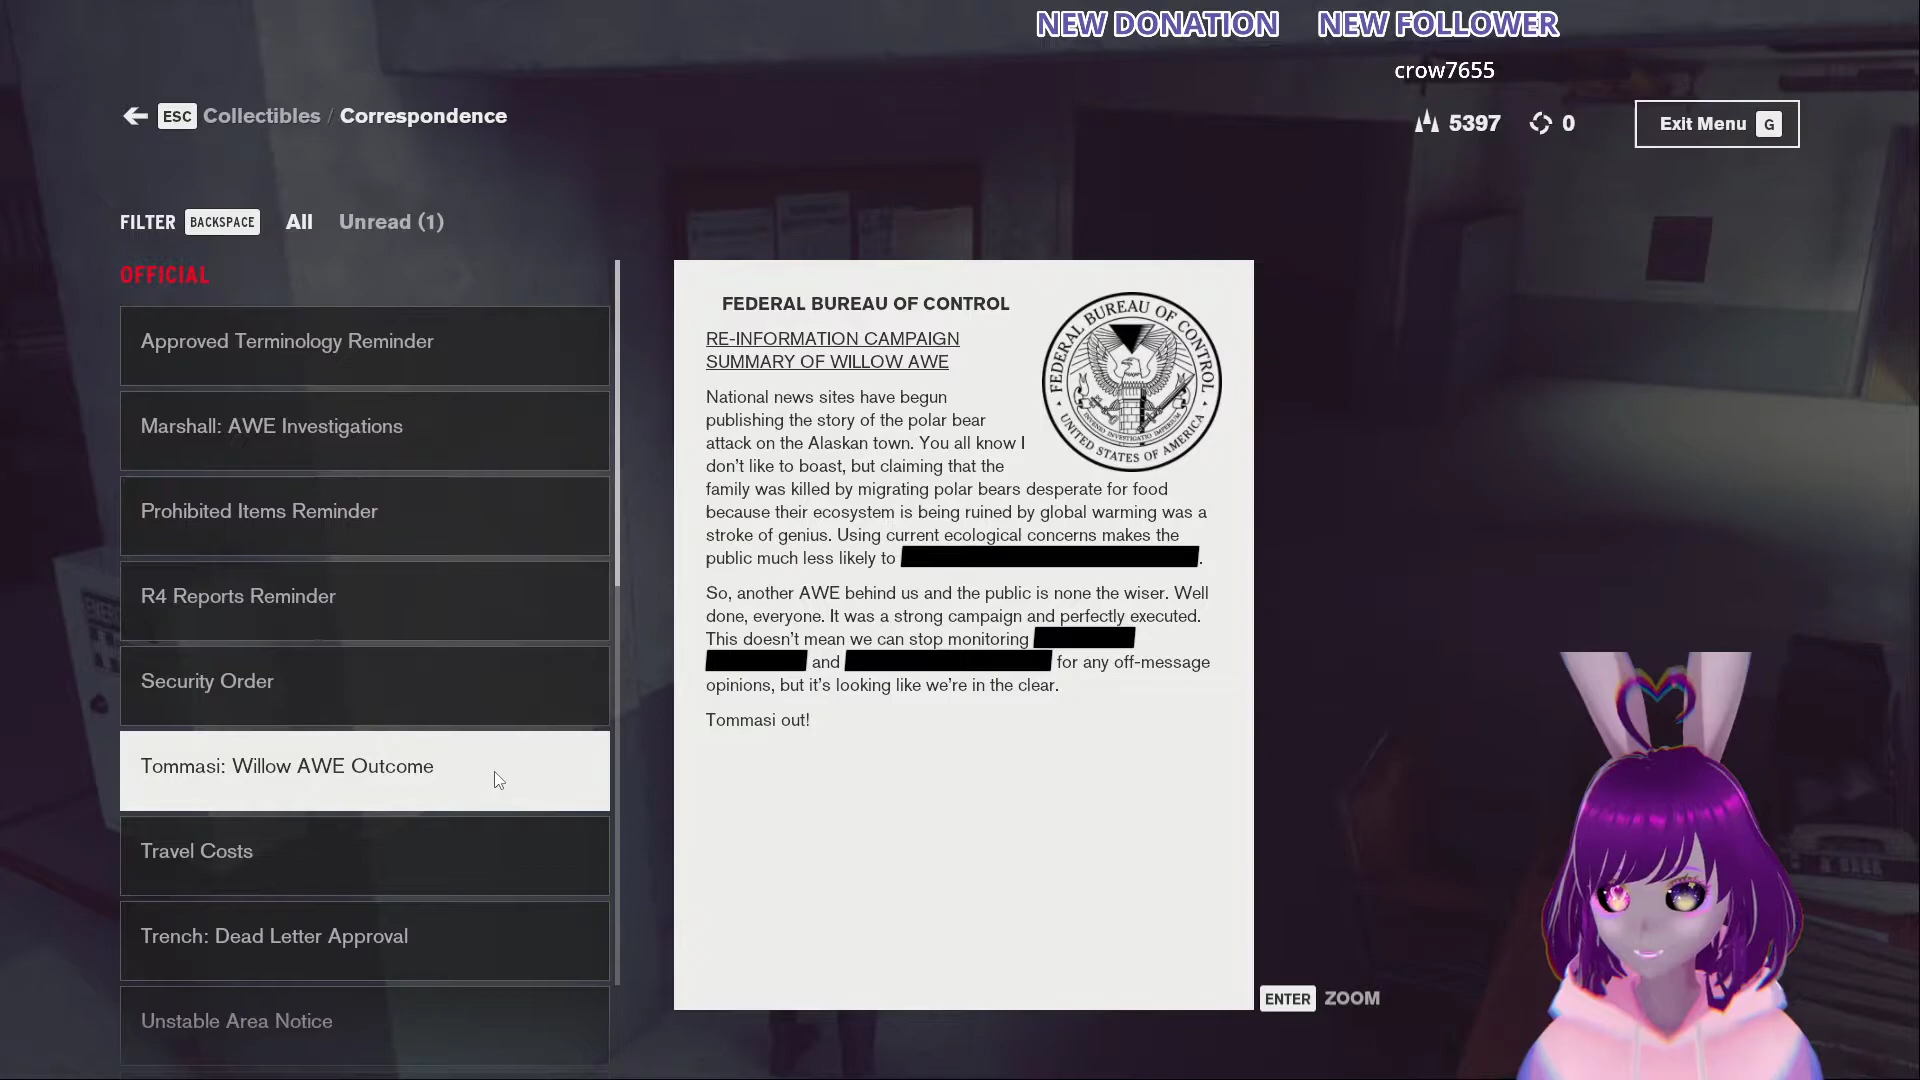 NEW DONATION NEW FOLLOWER
crow7655
ESC Collectibles / Correspondence
5397 0 Exit Menu G
FILTER BACKSPACE All Unread (1)
OFFICIAL
Approved Terminology Reminder
Marshall: AWE Investigations
Prohibited Items Reminder
R4 Reports Reminder
Security Order
Tommasi: Willow AWE Outcome
Travel Costs
Trench: Dead Letter Approval
Unstable Area Notice
FEDERAL BUREAU OF CONTROL
RE-INFORMATION CAMPAIGN
SUMMARY OF WILLOW AWE
FEDERAL BUREAU OF CONTROL
UNITED STATES OF AMERICA
National news sites have begun
publishing the story of the polar bear
attack on the Alaskan town. You all know I
don't like to boast, but claiming that the
family was killed by migrating polar bears desperate for food
because their ecosystem is being ruined by global warming was a
stroke of genius. Using current ecological concerns makes the
public much less likely to .
So, another AWE behind us and the public is none the wiser. Well
done, everyone. It was a strong campaign and perfectly executed.
This doesn't mean we can stop monitoring
and for any off-message
opinions, but it's looking like we're in the clear.
Tommasi out!
ENTER ZOOM